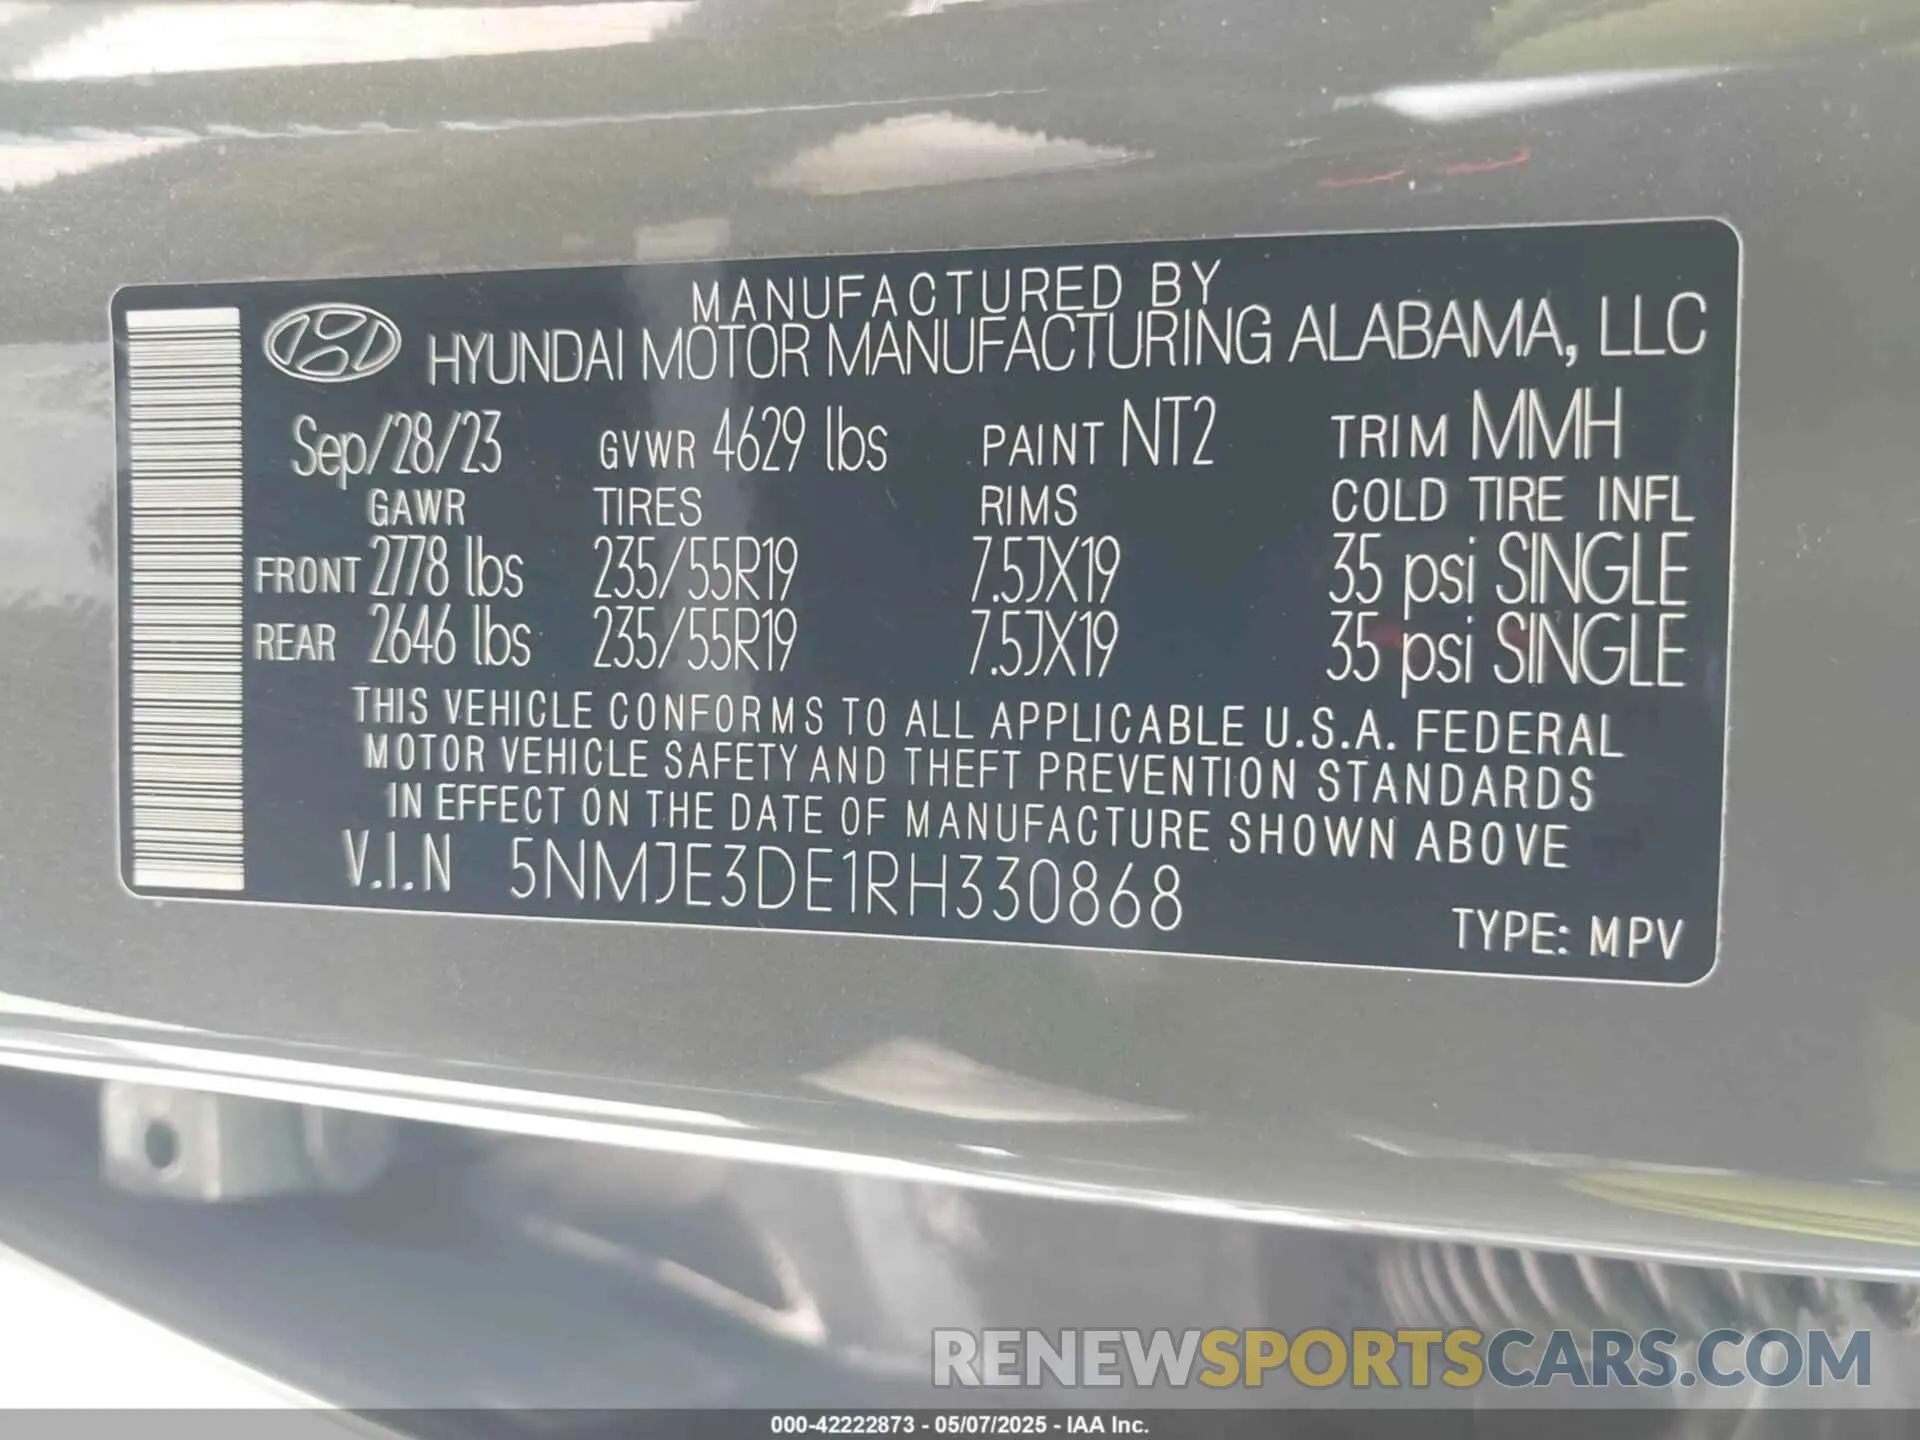 MANUFACTURED BY
HYUNDAI MOTOR MANUFACTURING ALABAMA, LLC
Sep/28/23 GVWR 4629 lbs PAINT NT2 TRIM MMH
GAWR TIRES RIMS COLD TIRE INFL
FRONT 2778 lbs 235/55R19 7.5JX19 35 psi SINGLE
REAR 2646 lbs 235/55R19 7.5JX19 35 psi SINGLE
THIS VEHICLE CONFORMS TO ALL APPLICABLE U.S.A. FEDERAL
MOTOR VEHICLE SAFETY AND THEFT PREVENTION STANDARDS
IN EFFECT ON THE DATE OF MANUFACTURE SHOWN ABOVE
V.I.N 5NMJE3DE1RH330868
TYPE: MPV
RENEWSPORTSCARS.COM
000-42222873 - 05/07/2025 - IAA Inc.